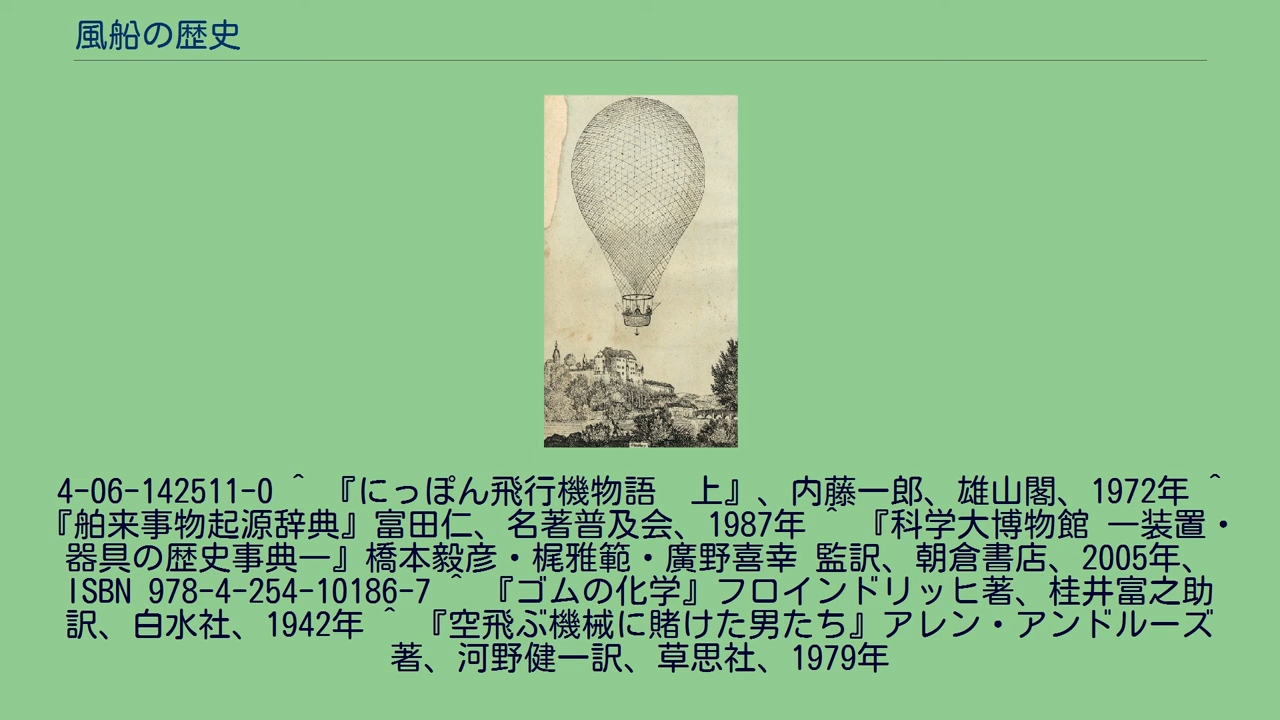 風船の歴史
4-06-142511-0 ^ 『にっぽん飛行機物語　上』、内藤一郎、雄山閣、1972年 ^
『舶来事物起源辞典』富田仁、名著普及会、1987年 ^ 『科学大博物館 ―装置・
器具の歴史事典―』橋本毅彦・梶雅範・廣野喜幸 監訳、朝倉書店、2005年、
ISBN 978-4-254-10186-7 ^ 『ゴムの化学』フロインドリッヒ著、桂井富之助
訳、白水社、1942年 ^ 『空飛ぶ機械に賭けた男たち』アレン・アンドルーズ
著、河野健一訳、草思社、1979年